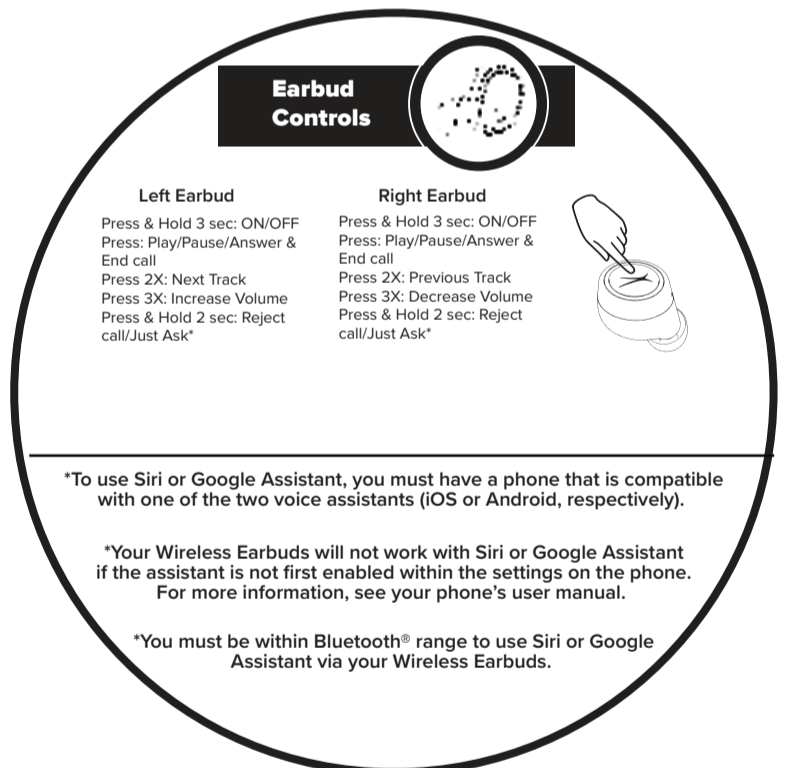 Earbud
Controls
Left Earbud
Press & Hold 3 sec: ON/OFF
Press: Play/Pause/Answer &
End call
Press 2X: Next Track
Press 3X: Increase Volume
Press & Hold 2 sec: Reject
call/Just Ask*
Right Earbud
Press & Hold 3 sec: ON/OFF
Press: Play/Pause/Answer &
End call
Press 2X: Previous Track
Press 3X: Decrease Volume
Press & Hold 2 sec: Reject
call/Just Ask*
*To use Siri or Google Assistant, you must have a phone that is compatible
with one of the two voice assistants (iOS or Android, respectively).
*Your Wireless Earbuds will not work with Siri or Google Assistant
if the assistant is not first enabled within the settings on the phone.
For more information, see your phone’s user manual.
*You must be within Bluetooth® range to use Siri or Google
Assistant via your Wireless Earbuds.